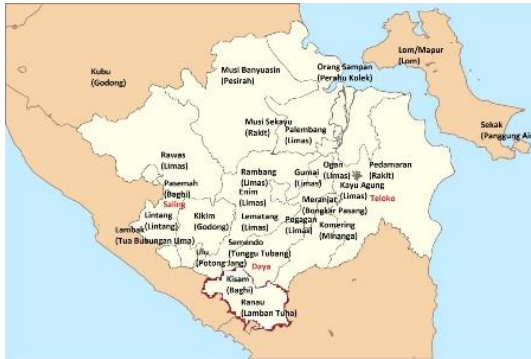 Kubu
(Godong)
Musi Banyuasin
(Pesirah)
Orang Sampan
(Perahu Kolek)
Lom/Mapur
(Lom)
Sekak
(Panggung Air
Musi Sekayu
(Rakit)
Palembang
(Limas)
Rawas
(Limas)
Rambang
(Limas)
Gumai
(Limas)
Ogan
(Limas)
Pedamaran
(Rakit)
Pasemah
(Baghi)
Enim
(Limas)
Kayu Agung
(Limas)
Saling
Meranjat
(Bongkar Pasang)
Teloko
Lintang
(Lintang)
Kikim
(Godong)
Lematang
(Limas)
Pegagan
(Limas)
Komering
(Minanga)
Lambak
(Tua Bubungan Lima)
Semendo
(Tunggu Tubang)
Ulu
(Potong Jang)
Daya
Kisam
(Baghi)
Ranau
(Lamban Tuha)